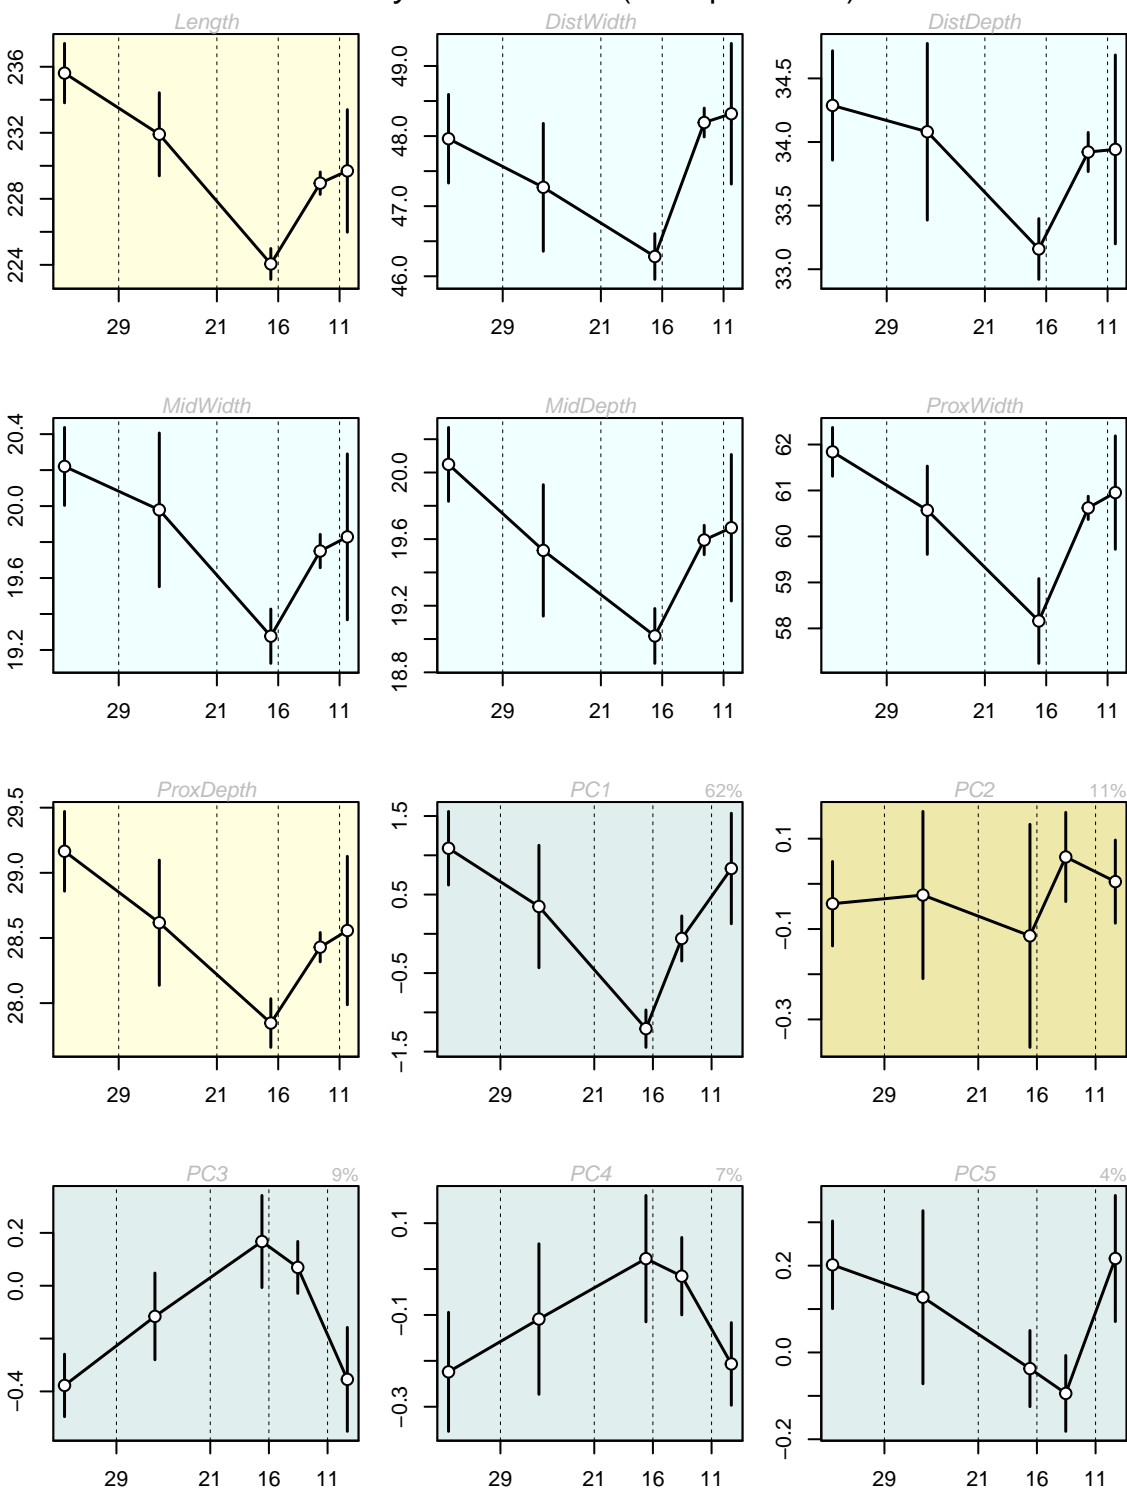 Length
236
232
228
224
29 21 16 11
DistWidth
49.0
48.0
47.0
46.0
29 21 16 11
DistDepth
34.5
34.0
33.5
33.0
29 21 16 11
MidWidth
20.4
20.0
19.6
19.2
29 21 16 11
MidDepth
20.0
19.6
19.2
18.8
29 21 16 11
ProxWidth
62
61
60
59
58
29 21 16 11
ProxDepth
29.5
29.0
28.5
28.0
29 21 16 11
PC1 62%
1.5
0.5
−0.5
−1.5
29 21 16 11
PC2 11%
0.1
−0.1
−0.3
29 21 16 11
PC3 9%
0.2
0.0
−0.4
29 21 16 11
PC4 7%
0.1
−0.1
−0.3
29 21 16 11
PC5 4%
0.2
0.0
−0.2
29 21 16 11